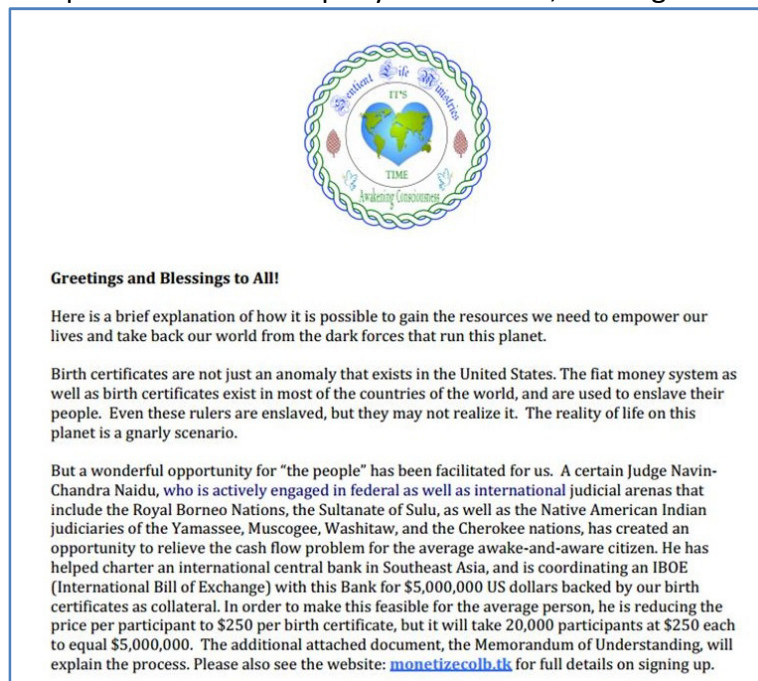 Sentient Life Ministries
IT'S
TIME
Awakening Consciousness
Greetings and Blessings to All!
Here is a brief explanation of how it is possible to gain the resources we need to empower our
lives and take back our world from the dark forces that run this planet.
Birth certificates are not just an anomaly that exists in the United States. The fiat money system as
well as birth certificates exist in most of the countries of the world, and are used to enslave their
people. Even these rulers are enslaved, but they may not realize it. The reality of life on this
planet is a gnarly scenario.
But a wonderful opportunity for “the people” has been facilitated for us. A certain Judge Navin-
Chandra Naidu, who is actively engaged in federal as well as international judicial arenas that
include the Royal Borneo Nations, the Sultanate of Sulu, as well as the Native American Indian
judiciaries of the Yamassee, Muscogee, Washitaw, and the Cherokee nations, has created an
opportunity to relieve the cash flow problem for the average awake-and-aware citizen. He has
helped charter an international central bank in Southeast Asia, and is coordinating an IBOE
(International Bill of Exchange) with this Bank for $5,000,000 US dollars backed by our birth
certificates as collateral. In order to make this feasible for the average person, he is reducing the
price per participant to $250 per birth certificate, but it will take 20,000 participants at $250 each
to equal $5,000,000. The additional attached document, the Memorandum of Understanding, will
explain the process. Please also see the website: monetizecolb.tk for full details on signing up.